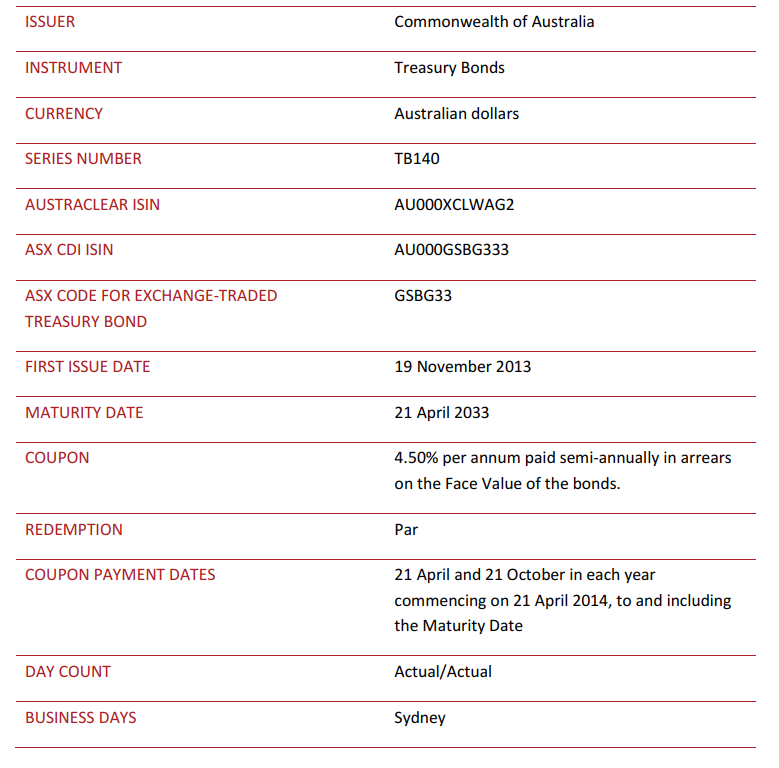 ISSUER Commonwealth of Australia
INSTRUMENT Treasury Bonds
CURRENCY Australian dollars
SERIES NUMBER TB140
AUSTRACLEAR ISIN AU000XCLWAG2
ASX CDI ISIN AU000GSBG333
ASX CODE FOR EXCHANGE-TRADED GSBG33
TREASURY BOND
FIRST ISSUE DATE 19 November 2013
MATURITY DATE 21 April 2033
COUPON 4.50% per annum paid semi-annually in arrears
on the Face Value of the bonds.
REDEMPTION Par
COUPON PAYMENT DATES 21 April and 21 October in each year
commencing on 21 April 2014, to and including
the Maturity Date
DAY COUNT Actual/Actual
BUSINESS DAYS Sydney